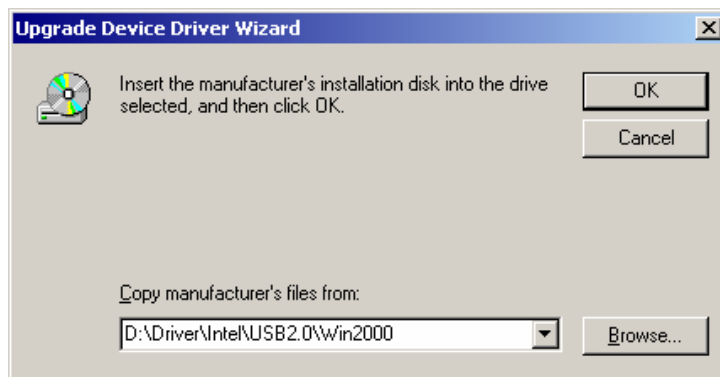 Upgrade Device Driver Wizard
Insert the manufacturer's installation disk into the drive
selected, and then click OK.
OK
Cancel
Copy manufacturer's files from:
D:\Driver\Intel\USB2.0\Win2000
Browse...